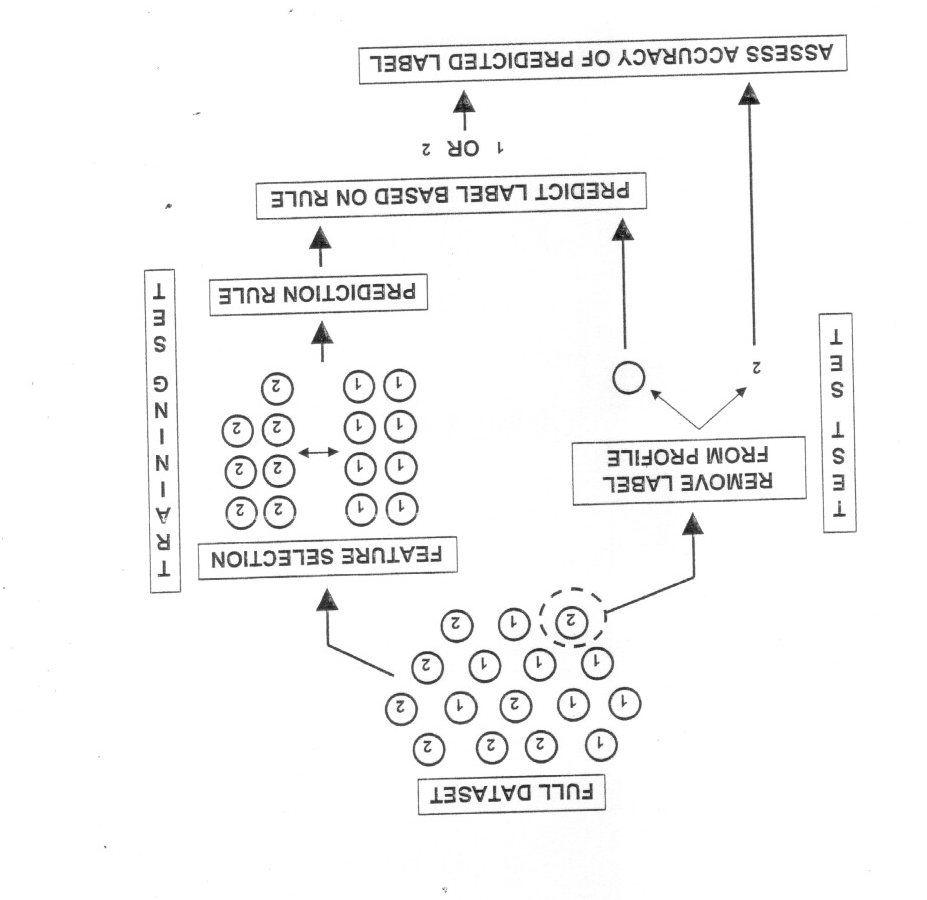 FULL DATASET
1 2 2 2
1 1 2 1 2
1 1 1 2
2 1 2
TEST SET
REMOVE LABEL
FROM PROFILE
2
FEATURE SELECTION
1 1 2 2
1 1 2 2
1 1 2 2
1 1 2
TRAINING SET
PREDICTION RULE
PREDICT LABEL BASED ON RULE
1 OR 2
ASSESS ACCURACY OF PREDICTED LABEL